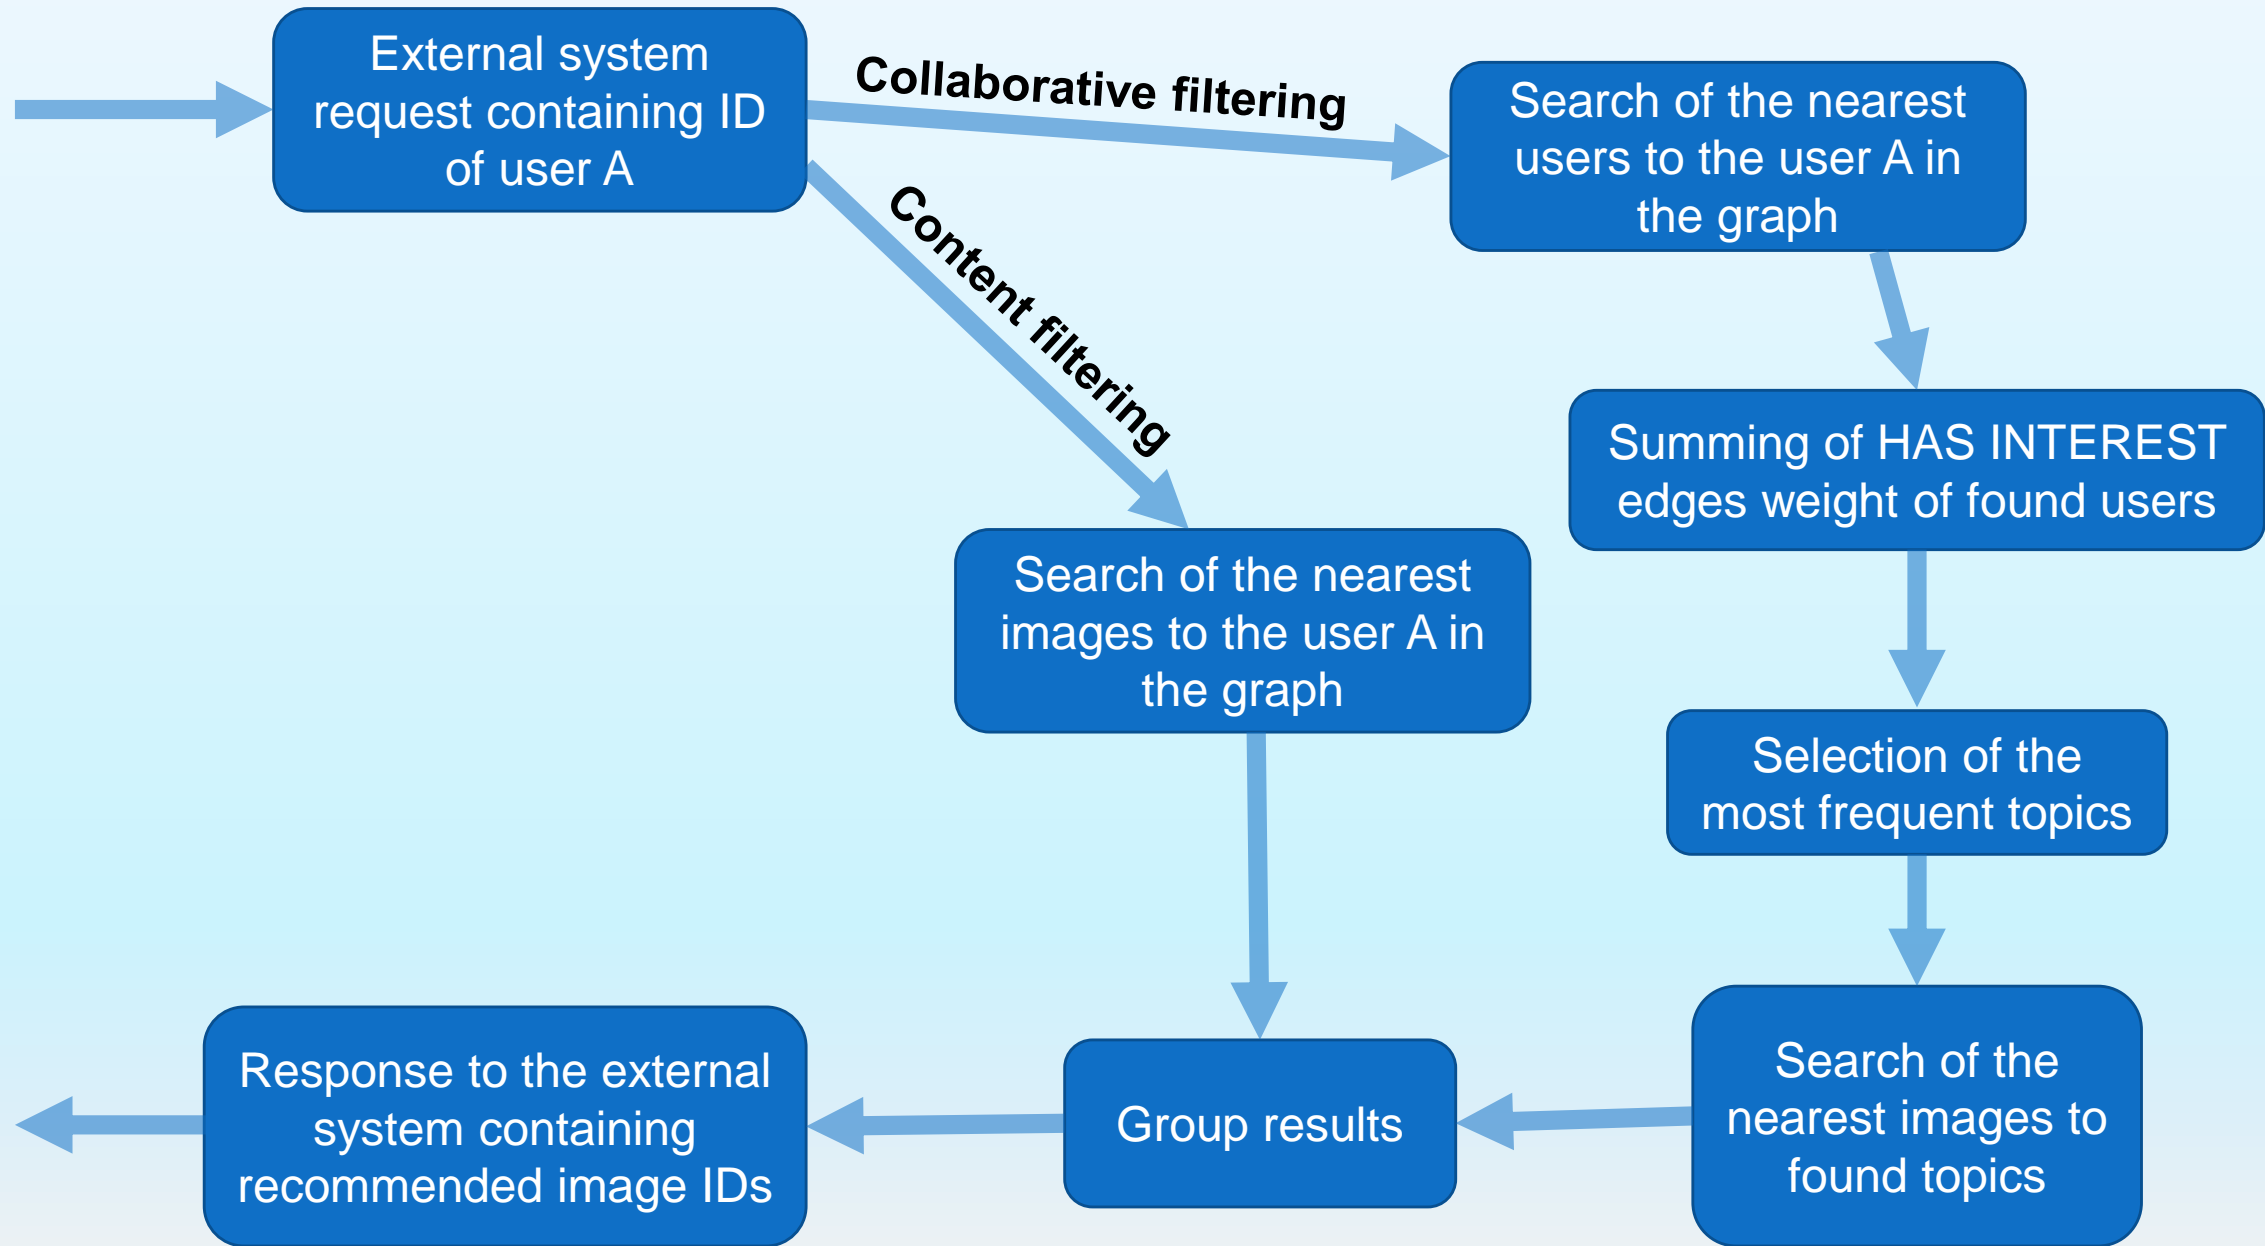 External system
request containing ID
of user A
Collaborative filtering
Search of the nearest
users to the user A in
the graph
Content filtering
Summing of HAS INTEREST
edges weight of found users
Search of the nearest
images to the user A in
the graph
Selection of the
most frequent topics
Response to the external
system containing
recommended image IDs
Group results
Search of the
nearest images to
found topics